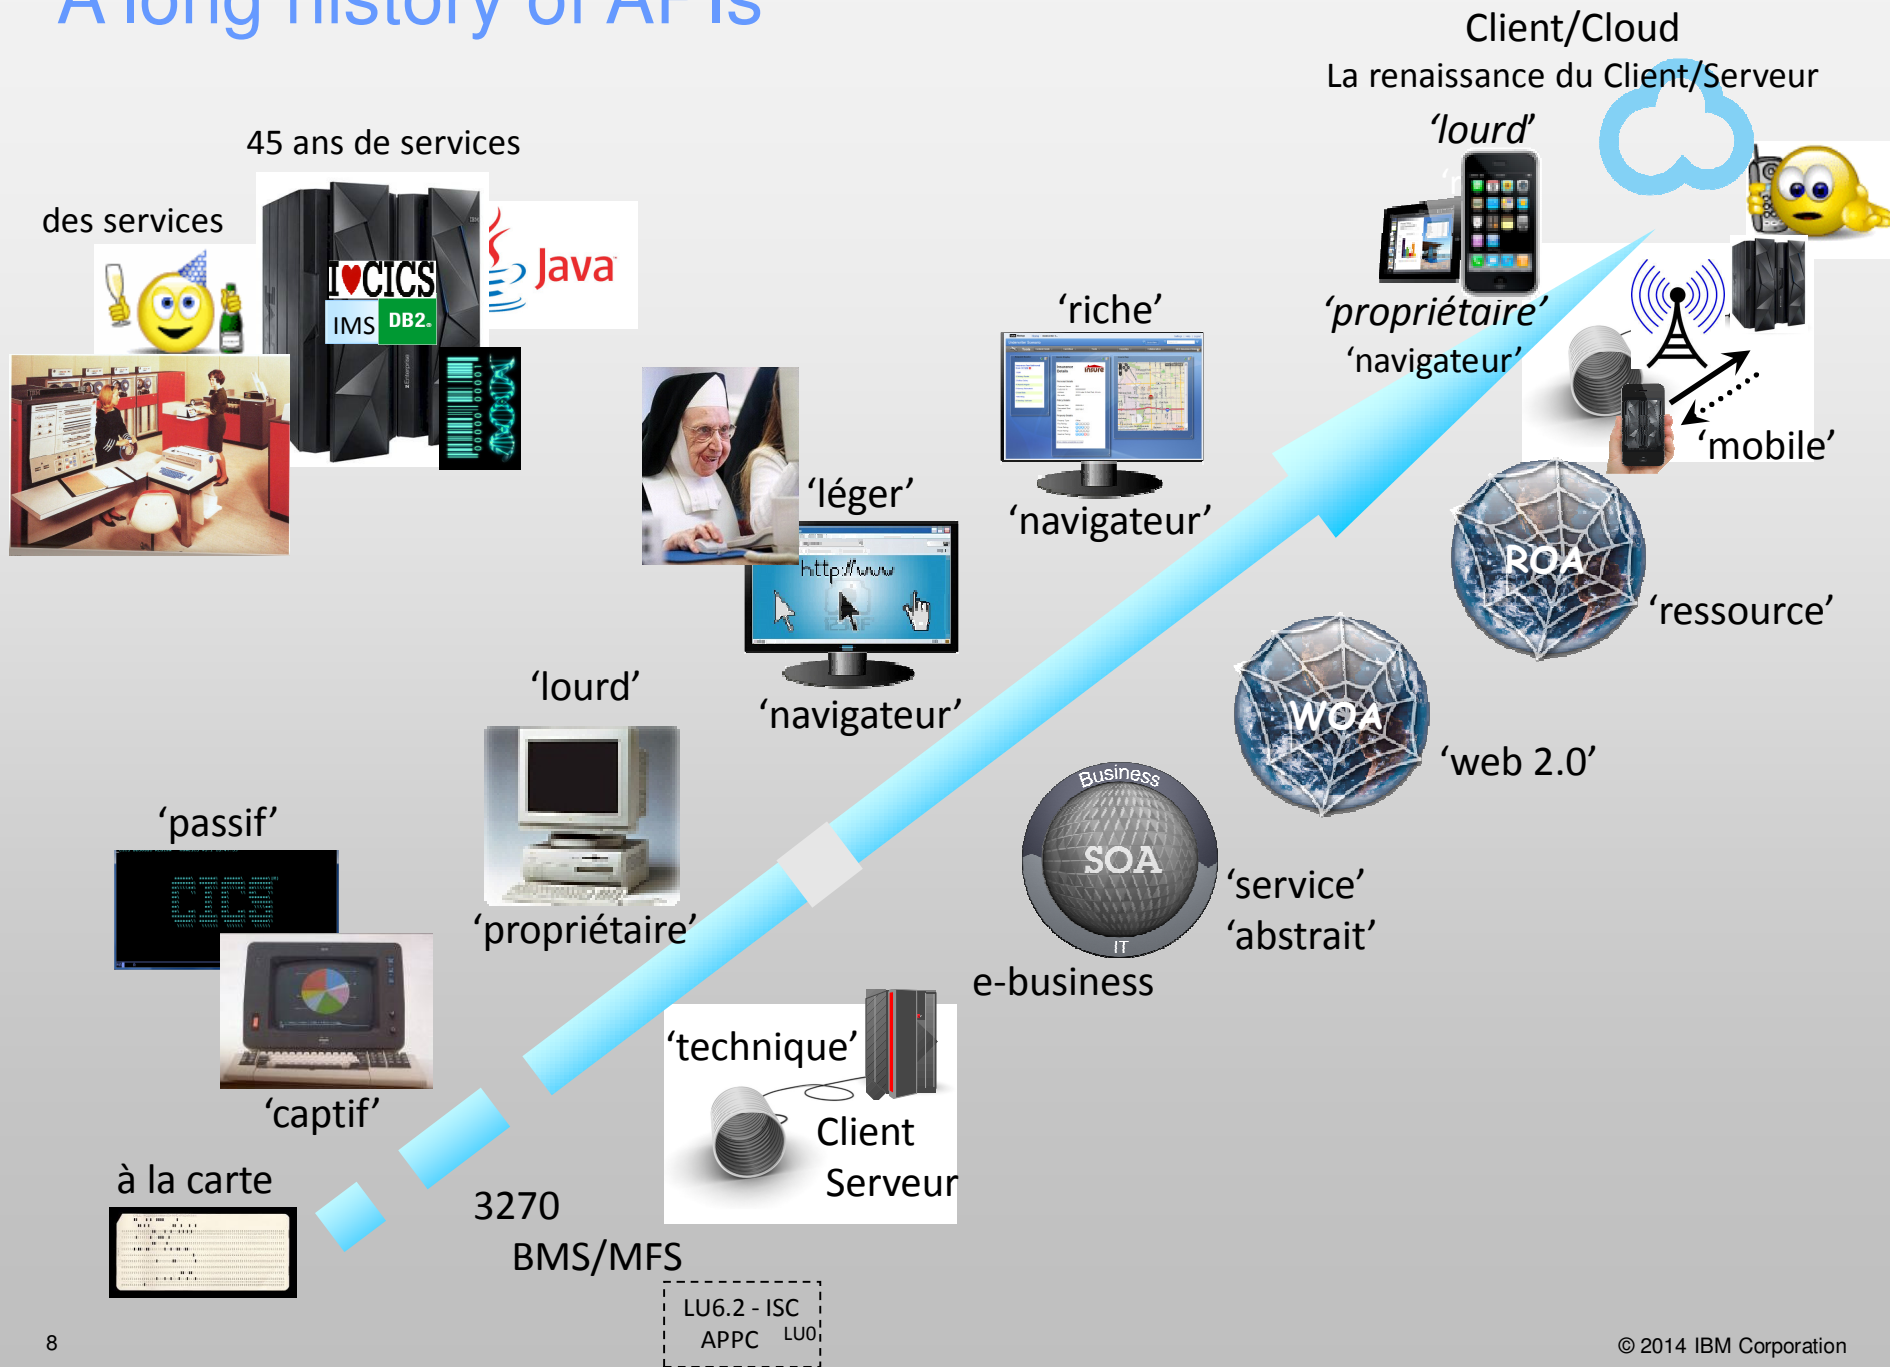 A long history of APIs
Client/Cloud
La renaissance du Client/Serveur
‘lourd’
45 ans de services
des services
I♥CICS
IMS
DB2.
Java
‘riche’
‘propriétaire’
‘navigateur’
insure
‘mobile’
‘léger’
‘navigateur’
http://www
ROA
‘ressource’
‘lourd’
‘navigateur’
WOA
‘web 2.0’
Business
SOA
IT
‘service’
‘abstrait’
e-business
‘passif’
CICS
‘propriétaire’
‘captif’
‘technique’
Client
Serveur
à la carte
3270
BMS/MFS
LU6.2 - ISC
APPC LU0
8
© 2014 IBM Corporation